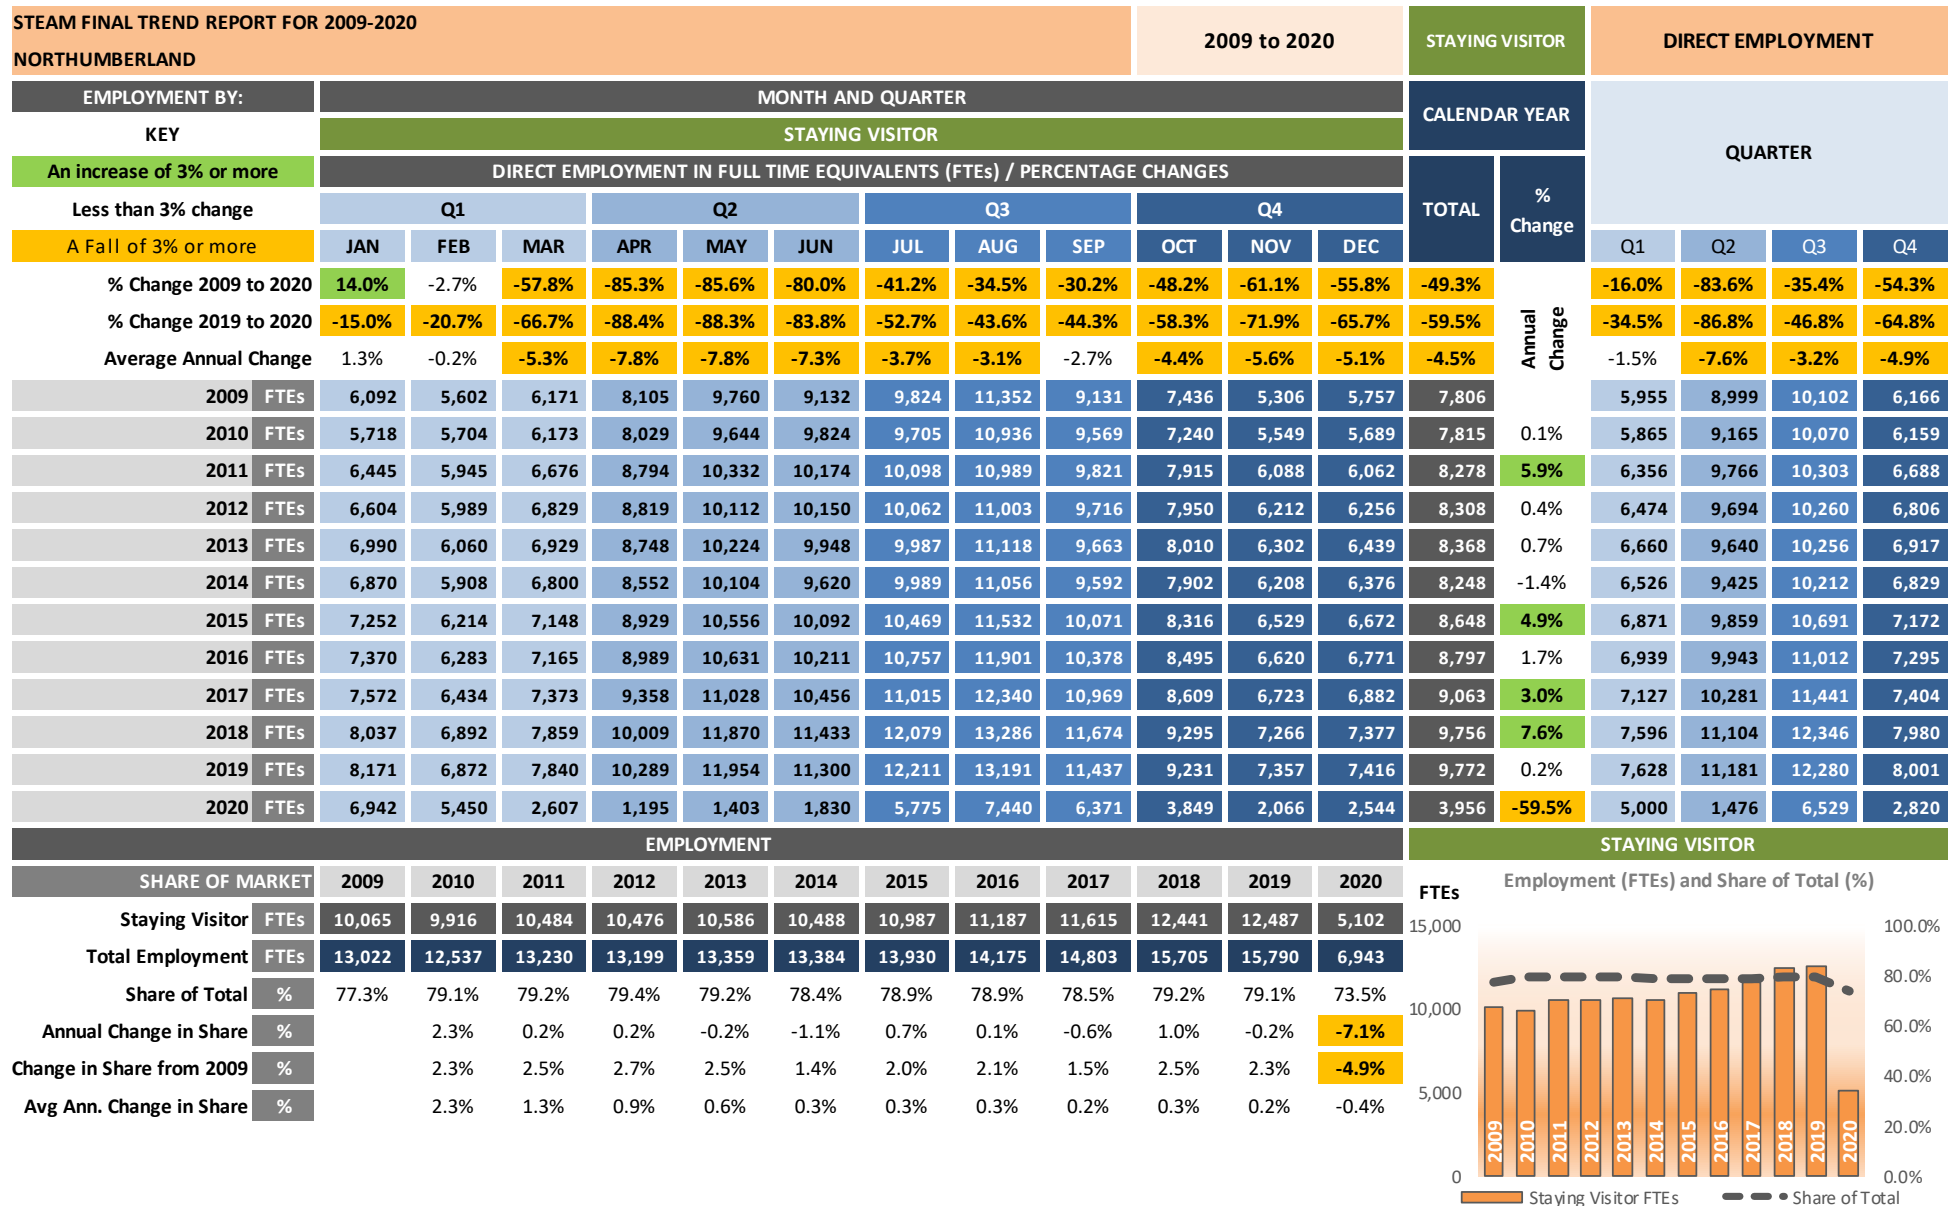 STEAM FINAL TREND REPORT FOR 2009-2020
NORTHUMBERLAND
2009 to 2020
STAYING VISITOR
DIRECT EMPLOYMENT
EMPLOYMENT BY:
MONTH AND QUARTER
CALENDAR YEAR
QUARTER
KEY
STAYING VISITOR
An increase of 3% or more
DIRECT EMPLOYMENT IN FULL TIME EQUIVALENTS (FTEs) / PERCENTAGE CHANGES
TOTAL
% Change
Less than 3% change
Q1 Q2 Q3 Q4
A Fall of 3% or more
JAN FEB MAR APR MAY JUN JUL AUG SEP OCT NOV DEC Q1 Q2 Q3 Q4
% Change 2009 to 2020 14.0% -2.7% -57.8% -85.3% -85.6% -80.0% -41.2% -34.5% -30.2% -48.2% -61.1% -55.8% -49.3% -16.0% -83.6% -35.4% -54.3%
% Change 2019 to 2020 -15.0% -20.7% -66.7% -88.4% -88.3% -83.8% -52.7% -43.6% -44.3% -58.3% -71.9% -65.7% -59.5% -34.5% -86.8% -46.8% -64.8%
Average Annual Change 1.3% -0.2% -5.3% -7.8% -7.8% -7.3% -3.7% -3.1% -2.7% -4.4% -5.6% -5.1% -4.5% -1.5% -7.6% -3.2% -4.9%
Annual Change
2009 FTEs 6,092 5,602 6,171 8,105 9,760 9,132 9,824 11,352 9,131 7,436 5,306 5,757 7,806 5,955 8,999 10,102 6,166
2010 FTEs 5,718 5,704 6,173 8,029 9,644 9,824 9,705 10,936 9,569 7,240 5,549 5,689 7,815 0.1% 5,865 9,165 10,070 6,159
2011 FTEs 6,445 5,945 6,676 8,794 10,332 10,174 10,098 10,989 9,821 7,915 6,088 6,062 8,278 5.9% 6,356 9,766 10,303 6,688
2012 FTEs 6,604 5,989 6,829 8,819 10,112 10,150 10,062 11,003 9,716 7,950 6,212 6,256 8,308 0.4% 6,474 9,694 10,260 6,806
2013 FTEs 6,990 6,060 6,929 8,748 10,224 9,948 9,987 11,118 9,663 8,010 6,302 6,439 8,368 0.7% 6,660 9,640 10,256 6,917
2014 FTEs 6,870 5,908 6,800 8,552 10,104 9,620 9,989 11,056 9,592 7,902 6,208 6,376 8,248 -1.4% 6,526 9,425 10,212 6,829
2015 FTEs 7,252 6,214 7,148 8,929 10,556 10,092 10,469 11,532 10,071 8,316 6,529 6,672 8,648 4.9% 6,871 9,859 10,691 7,172
2016 FTEs 7,370 6,283 7,165 8,989 10,631 10,211 10,757 11,901 10,378 8,495 6,620 6,771 8,797 1.7% 6,939 9,943 11,012 7,295
2017 FTEs 7,572 6,434 7,373 9,358 11,028 10,456 11,015 12,340 10,969 8,609 6,723 6,882 9,063 3.0% 7,127 10,281 11,441 7,404
2018 FTEs 8,037 6,892 7,859 10,009 11,870 11,433 12,079 13,286 11,674 9,295 7,266 7,377 9,756 7.6% 7,596 11,104 12,346 7,980
2019 FTEs 8,171 6,872 7,840 10,289 11,954 11,300 12,211 13,191 11,437 9,231 7,357 7,416 9,772 0.2% 7,628 11,181 12,280 8,001
2020 FTEs 6,942 5,450 2,607 1,195 1,403 1,830 5,775 7,440 6,371 3,849 2,066 2,544 3,956 -59.5% 5,000 1,476 6,529 2,820
EMPLOYMENT
SHARE OF MARKET 2009 2010 2011 2012 2013 2014 2015 2016 2017 2018 2019 2020
Staying Visitor FTEs 10,065 9,916 10,484 10,476 10,586 10,488 10,987 11,187 11,615 12,441 12,487 5,102
Total Employment FTEs 13,022 12,537 13,230 13,199 13,359 13,384 13,930 14,175 14,803 15,705 15,790 6,943
Share of Total % 77.3% 79.1% 79.2% 79.4% 79.2% 78.4% 78.9% 78.9% 78.5% 79.2% 79.1% 73.5%
Annual Change in Share % 2.3% 0.2% 0.2% -0.2% -1.1% 0.7% 0.1% -0.6% 1.0% -0.2% -7.1%
Change in Share from 2009 % 2.3% 2.5% 2.7% 2.5% 1.4% 2.0% 2.1% 1.5% 2.5% 2.3% -4.9%
Avg Ann. Change in Share % 2.3% 1.3% 0.9% 0.6% 0.3% 0.3% 0.3% 0.2% 0.3% 0.2% -0.4%
STAYING VISITOR
Employment (FTEs) and Share of Total (%)
FTEs
15,000 100.0%
80.0%
10,000
60.0%
40.0%
5,000
20.0%
0 0.0%
2009 2010 2011 2012 2013 2014 2015 2016 2017 2018 2019 2020
Staying Visitor FTEs Share of Total